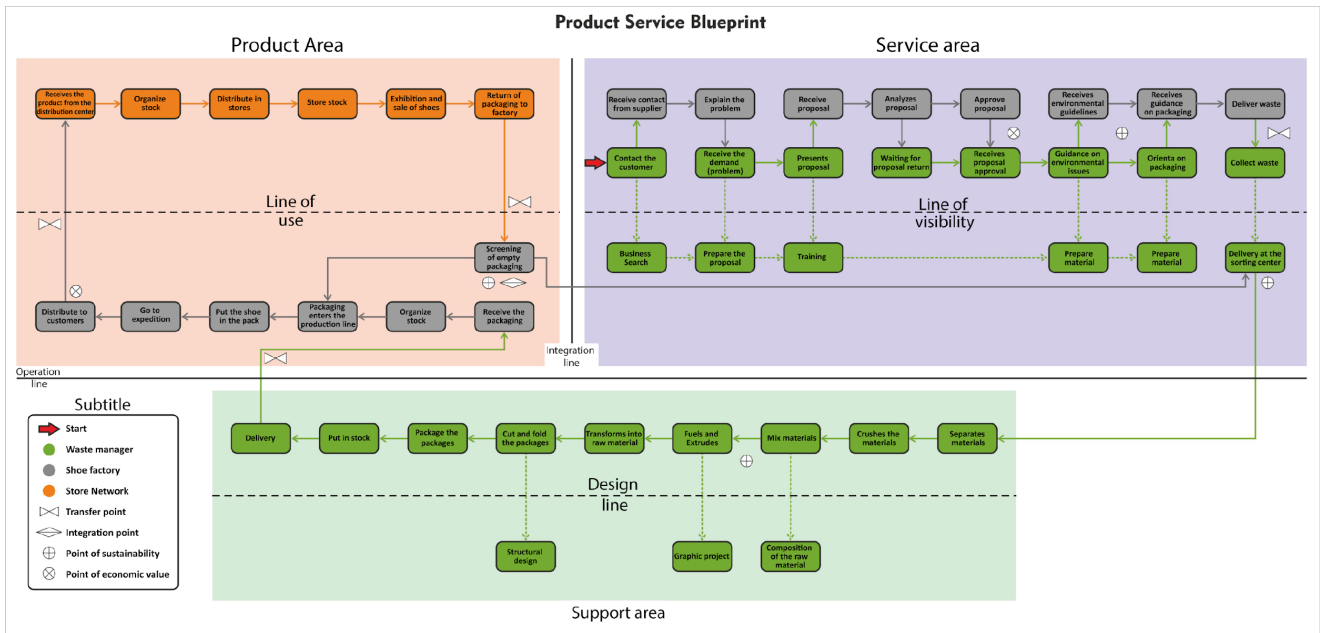 Product Service Blueprint
Product Area
Service area
Receives the
product from the
distribution center
Organize
stock
Distribute in
stores
Store stock
Exhibition and
sale of shoes
Return of
packaging to
factory
Receive contact
from supplier
Explain the
problem
Receive
proposal
Analyzes
proposal
Approve
proposal
Receives
environmental
guidelines
Receives
guidance
on packaging
Deliver waste
Contact the
customer
Receive the
demand
(problem)
Presents
proposal
Waiting for
proposal return
Receives
proposal
approval
Guidance on
environmental
issues
Orienta on
packaging
Collect waste
Line of
use
Line of
visibility
Screening
of empty
packaging
Business
Search
Prepare the
proposal
Training
Prepare
material
Prepare
material
Delivery at the
sorting center
Distribute to
customers
Go to
expedition
Put the shoe
in the pack
Packaging
enters the
production line
Organize
stock
Receive the
packaging
Integration
line
Operation
line
Subtitle
Start
Waste manager
Shoe factory
Store Network
Transfer point
Integration point
Point of sustainability
Point of economic value
Delivery
Put in stock
Package the
packages
Cut and fold
the packages
Transforms into
raw material
Fuels and
Extrudes
Mix materials
Crushes the
materials
Separates
materials
Design
line
Structural
design
Graphic project
Composition
of the raw
material
Support area